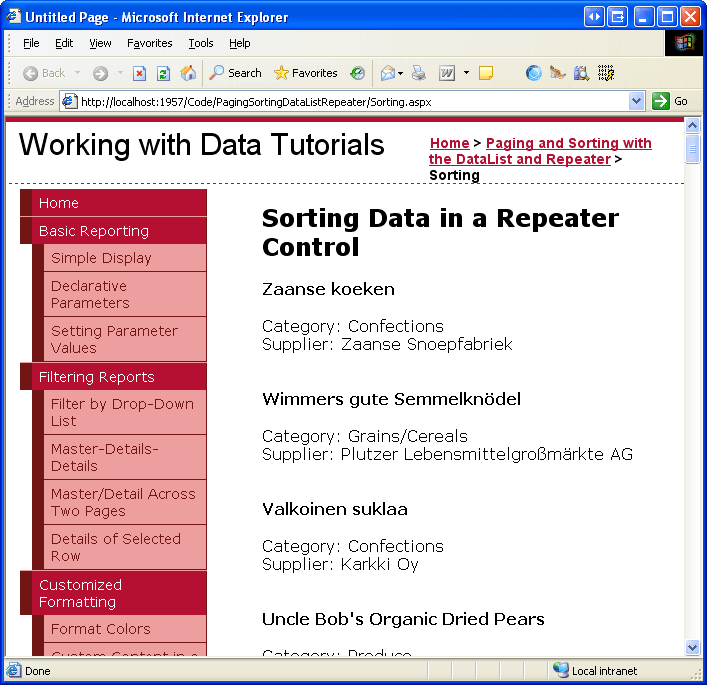 Untitled Page - Microsoft Internet Explorer
File Edit View Favorites Tools Help
Back Search Favorites
Address http://localhost:1957/Code/PagingSortingDataListRepeater/Sorting.aspx Go
Working with Data Tutorials
Home > Paging and Sorting with
the DataList and Repeater >
Sorting
Home
Basic Reporting
Simple Display
Declarative
Parameters
Setting Parameter
Values
Filtering Reports
Filter by Drop-Down
List
Master-Details-
Details
Master/Detail Across
Two Pages
Details of Selected
Row
Customized
Formatting
Format Colors
Custom Content in a
Sorting Data in a Repeater
Control
Zaanse koeken
Category: Confections
Supplier: Zaanse Snoepfabriek
Wimmers gute Semmelknödel
Category: Grains/Cereals
Supplier: Plutzer Lebensmittelgroßmärkte AG
Valkoinen suklaa
Category: Confections
Supplier: Karkki Oy
Uncle Bob's Organic Dried Pears
Category: Produce
Done Local intranet